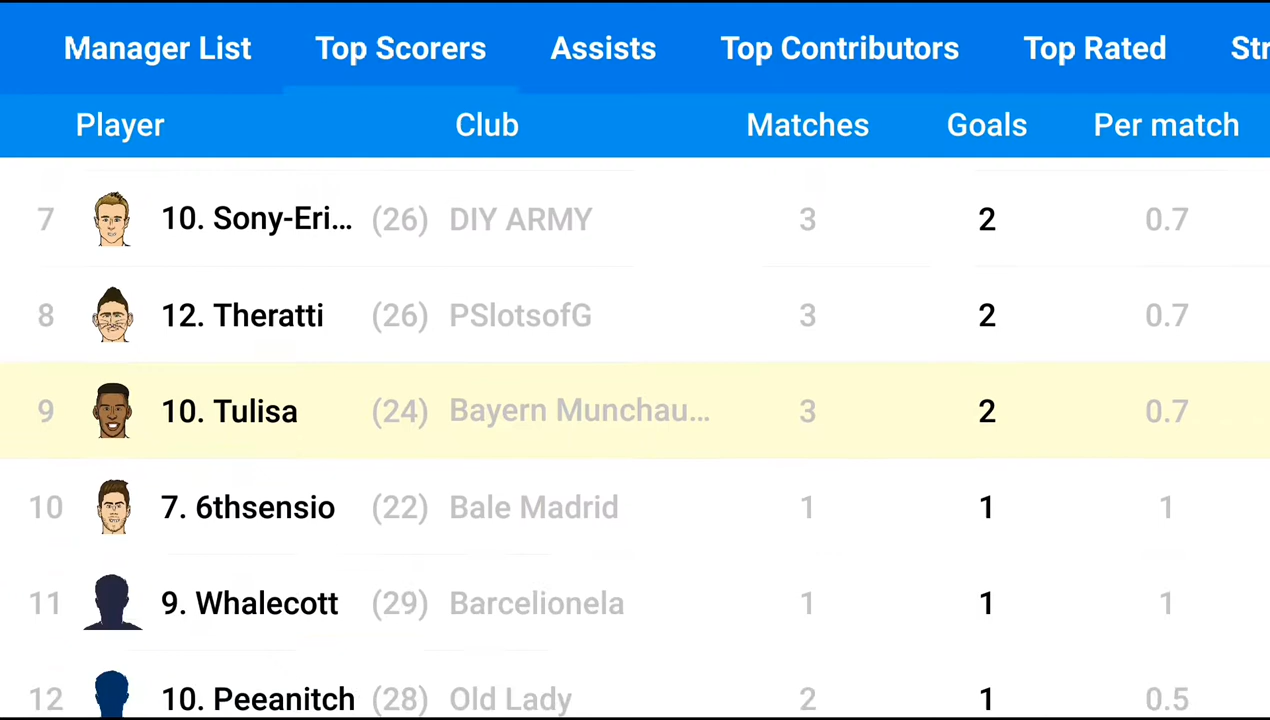 Manager List Top Scorers Assists Top Contributors Top Rated Str
Player Club Matches Goals Per match
7 10. Sony-Eri... (26) DIY ARMY 3 2 0.7
8 12. Theratti (26) PSlotsofG 3 2 0.7
9 10. Tulisa (24) Bayern Munchau... 3 2 0.7
10 7. 6thsensio (22) Bale Madrid 1 1 1
11 9. Whalecott (29) Barcelionela 1 1 1
12 10. Peeanitch (28) Old Lady 2 1 0.5